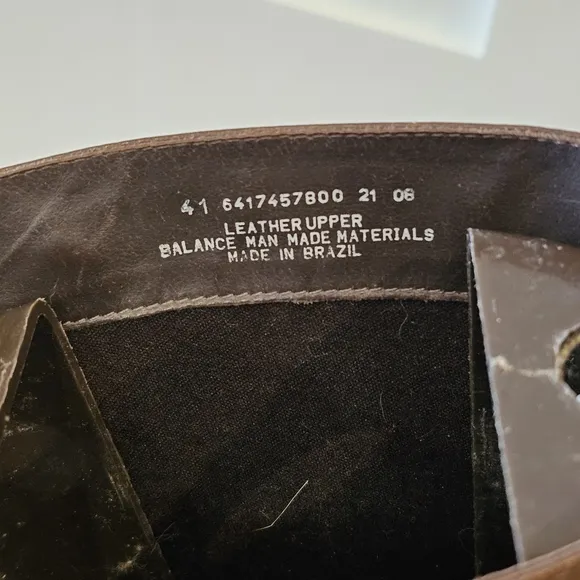 41 6417457800 21 08
LEATHER UPPER
BALANCE MAN MADE MATERIALS
MADE IN BRAZIL